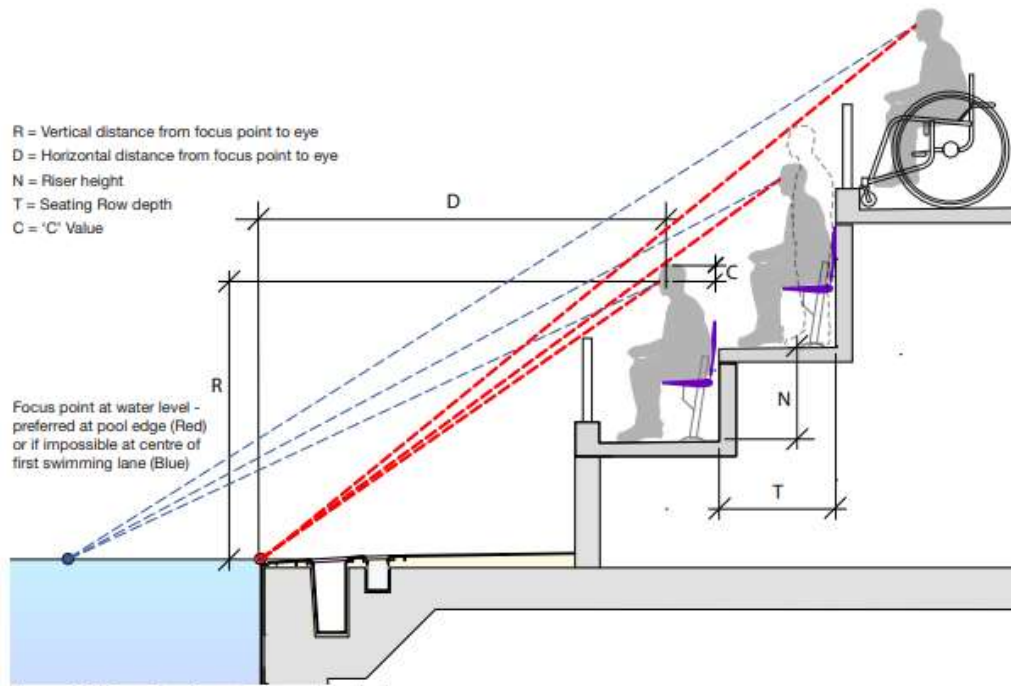 R = Vertical distance from focus point to eye
D = Horizontal distance from focus point to eye
N = Riser height
T = Seating Row depth
C = ‘C’ Value
D
C
R
N
T
Focus point at water level -
preferred at pool edge (Red)
or if impossible at centre of
first swimming lane (Blue)